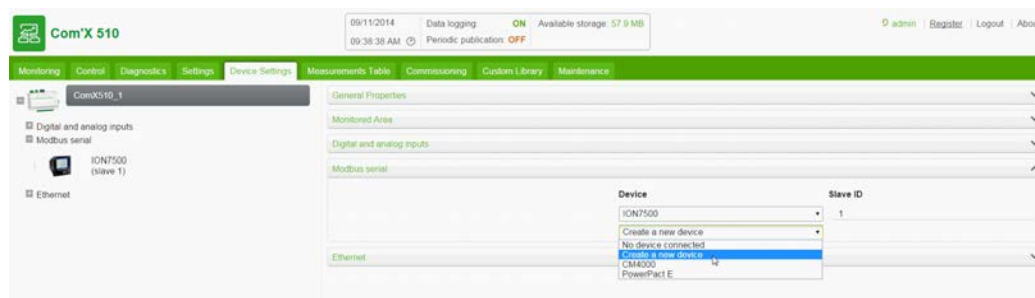 Com'X 510
09/11/2014
09:38:38 AM
Data logging: ON
Periodic publication: OFF
Available storage: 57.9 MB
admin | Register | Logout | Abou
Monitoring Control Diagnostics Settings Device Settings Measurements Table Commissioning Custom Library Maintenance
ComX510_1
Digital and analog inputs
Modbus serial
ION7500
(slave 1)
Ethernet
General Properties
Monitored Area
Digital and analog inputs
Modbus serial
Device Slave ID
ION7500 1
Create a new device
No device connected
Create a new device
CM4000
PowerPact E
Ethernet